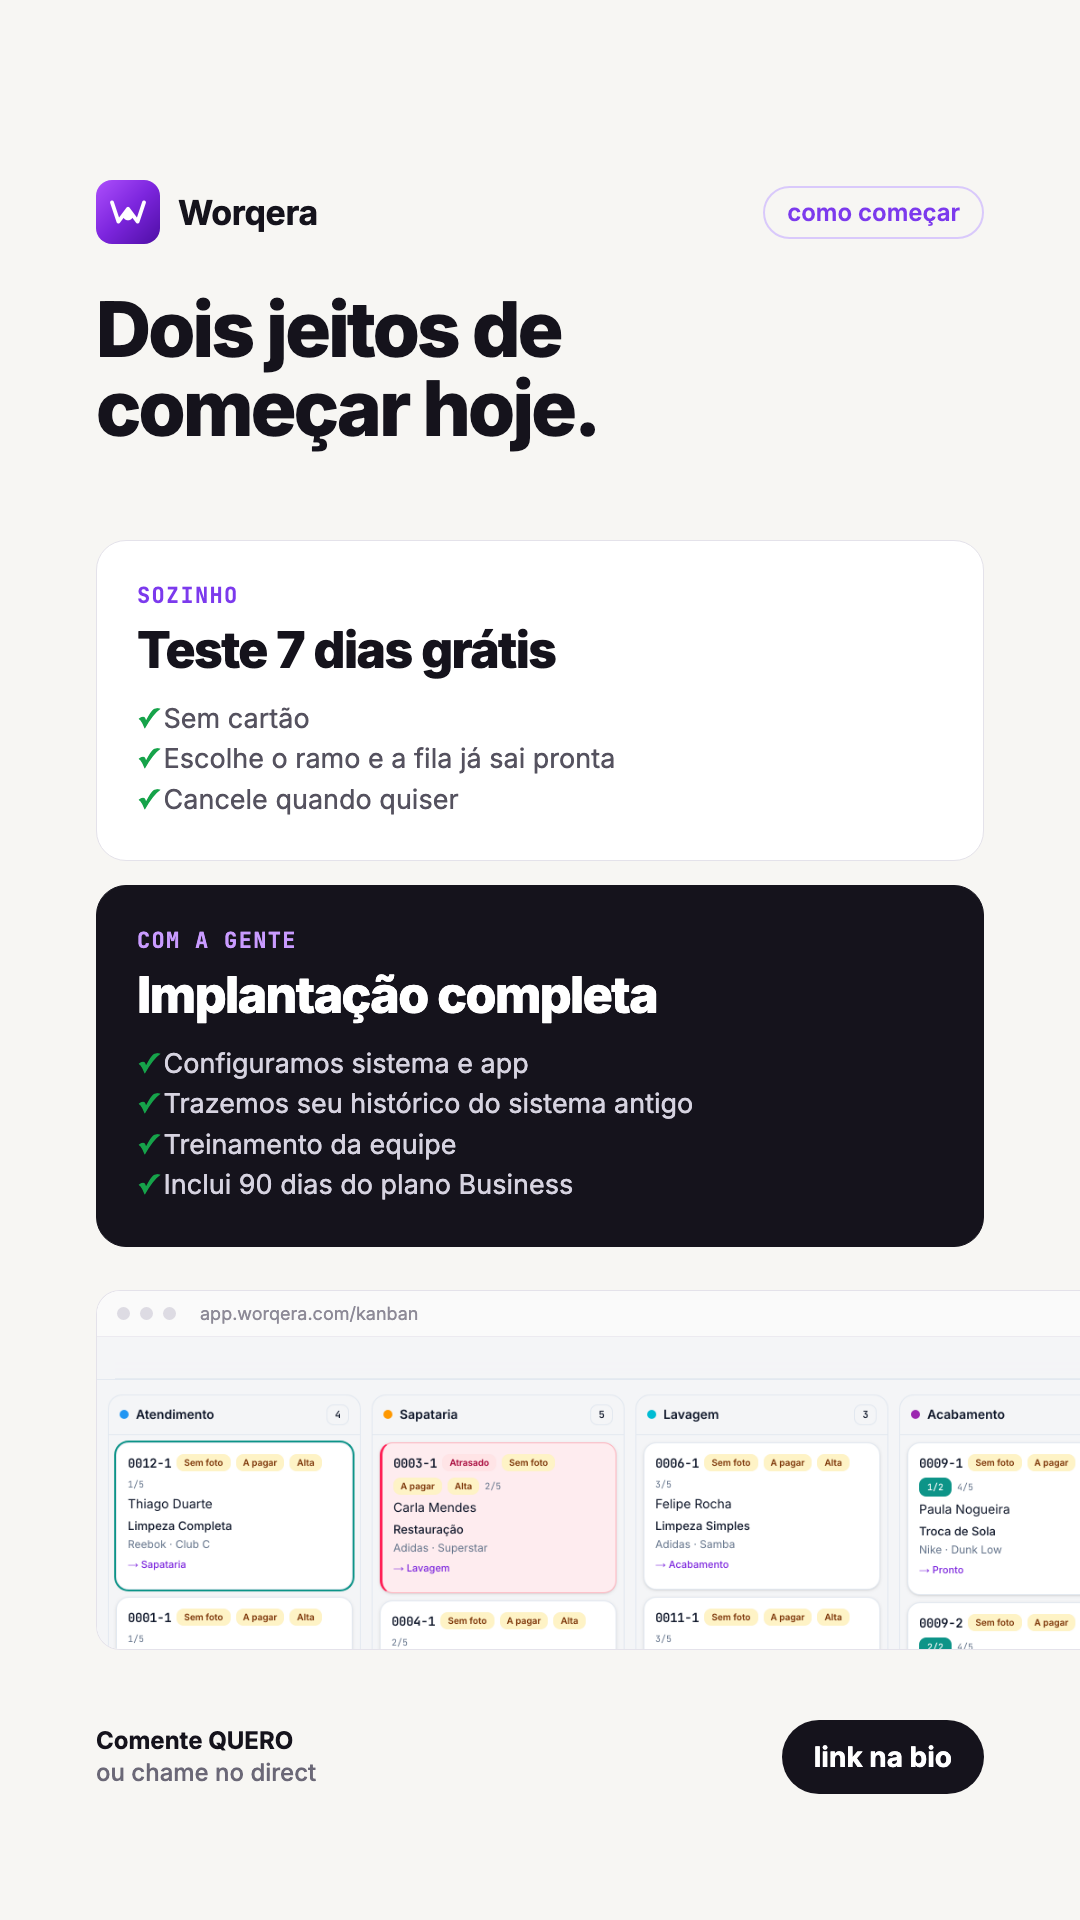 Worqera
como começar
Dois jeitos de
começar hoje.
SOZINHO
Teste 7 dias grátis
✓Sem cartão
✓Escolhe o ramo e a fila já sai pronta
✓Cancele quando quiser
COM A GENTE
Implantação completa
✓Configuramos sistema e app
✓Trazemos seu histórico do sistema antigo
✓Treinamento da equipe
✓Inclui 90 dias do plano Business
app.worqera.com/kanban
Atendimento 4
0012-1 Sem foto A pagar Alta
1/5
Thiago Duarte
Limpeza Completa
Reebok · Club C
→ Sapataria
0001-1 Sem foto A pagar Alta
1/5
Sapataria 5
0003-1 Atrasado Sem foto
A pagar Alta 2/5
Carla Mendes
Restauração
Adidas · Superstar
→ Lavagem
0004-1 Sem foto A pagar Alta
2/5
Lavagem 3
0006-1 Sem foto A pagar Alta
3/5
Felipe Rocha
Limpeza Simples
Adidas · Samba
→ Acabamento
0011-1 Sem foto A pagar Alta
3/5
Acabamento
0009-1 Sem foto A pagar
1/2 4/5
Paula Nogueira
Troca de Sola
Nike · Dunk Low
→ Pronto
0009-2 Sem foto A pagar
2/2 4/5
Comente QUERO
ou chame no direct
link na bio